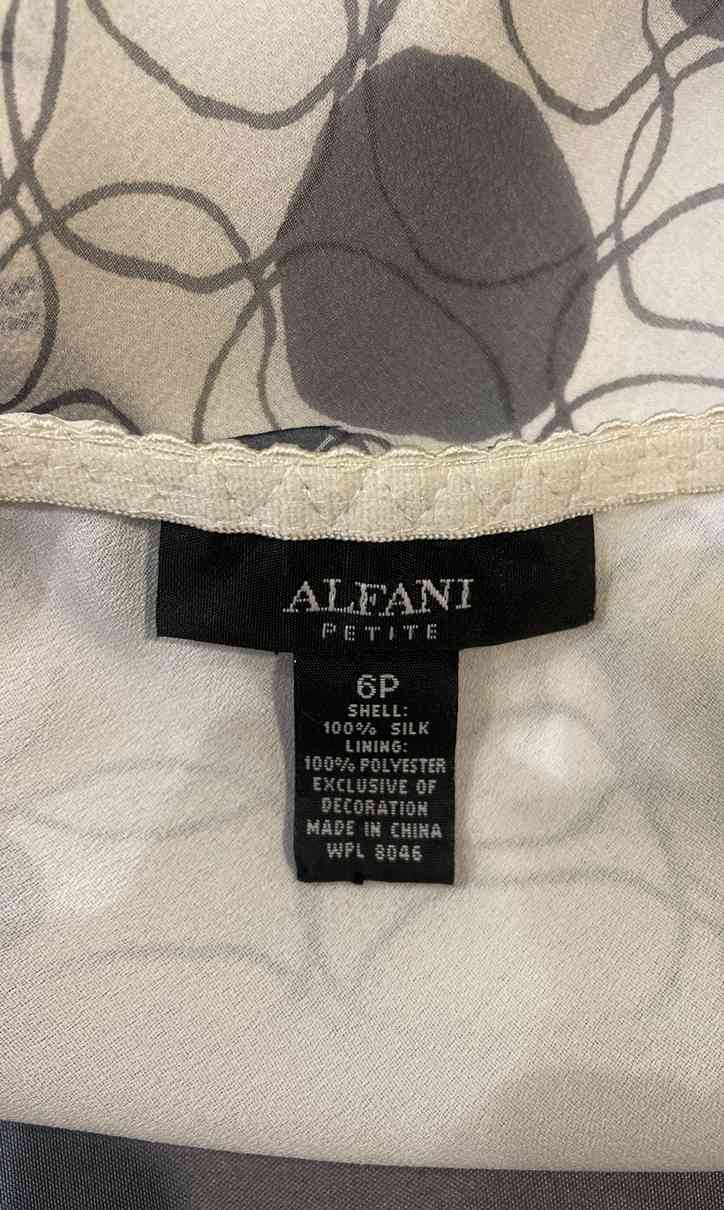 ALFANI
PETITE
6P
SHELL:
100% SILK
LINING:
100% POLYESTER
EXCLUSIVE OF
DECORATION
MADE IN CHINA
WPL 8046